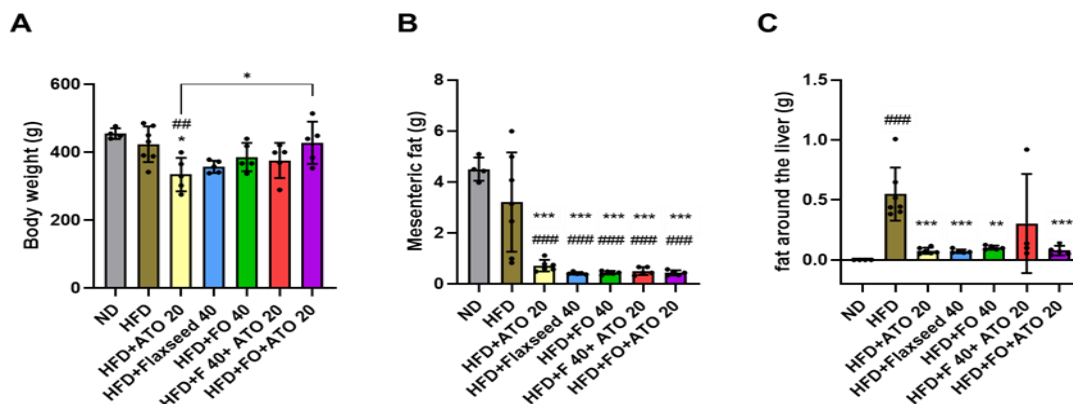 A
B
C
Body weight (g)
600
400
200
0
*
##
*
ND
HFD
HFD+ATO 20
HFD+Flaxseed 40
HFD+FO 40
HFD+F 40+ ATO 20
HFD+FO+ATO 20
Mesenteric fat (g)
8
6
4
2
0
*** *** *** *** ***
### ### ### ### ###
ND
HFD
HFD+ATO 20
HFD+Flaxseed 40
HFD+FO 40
HFD+F 40+ ATO 20
HFD+FO+ATO 20
fat around the liver (g)
1.5
1.0
0.5
0.0
###
*** *** ** ***
ND
HFD
HFD+ATO 20
HFD+Flaxseed 40
HFD+FO 40
HFD+F 40+ ATO 20
HFD+FO+ATO 20